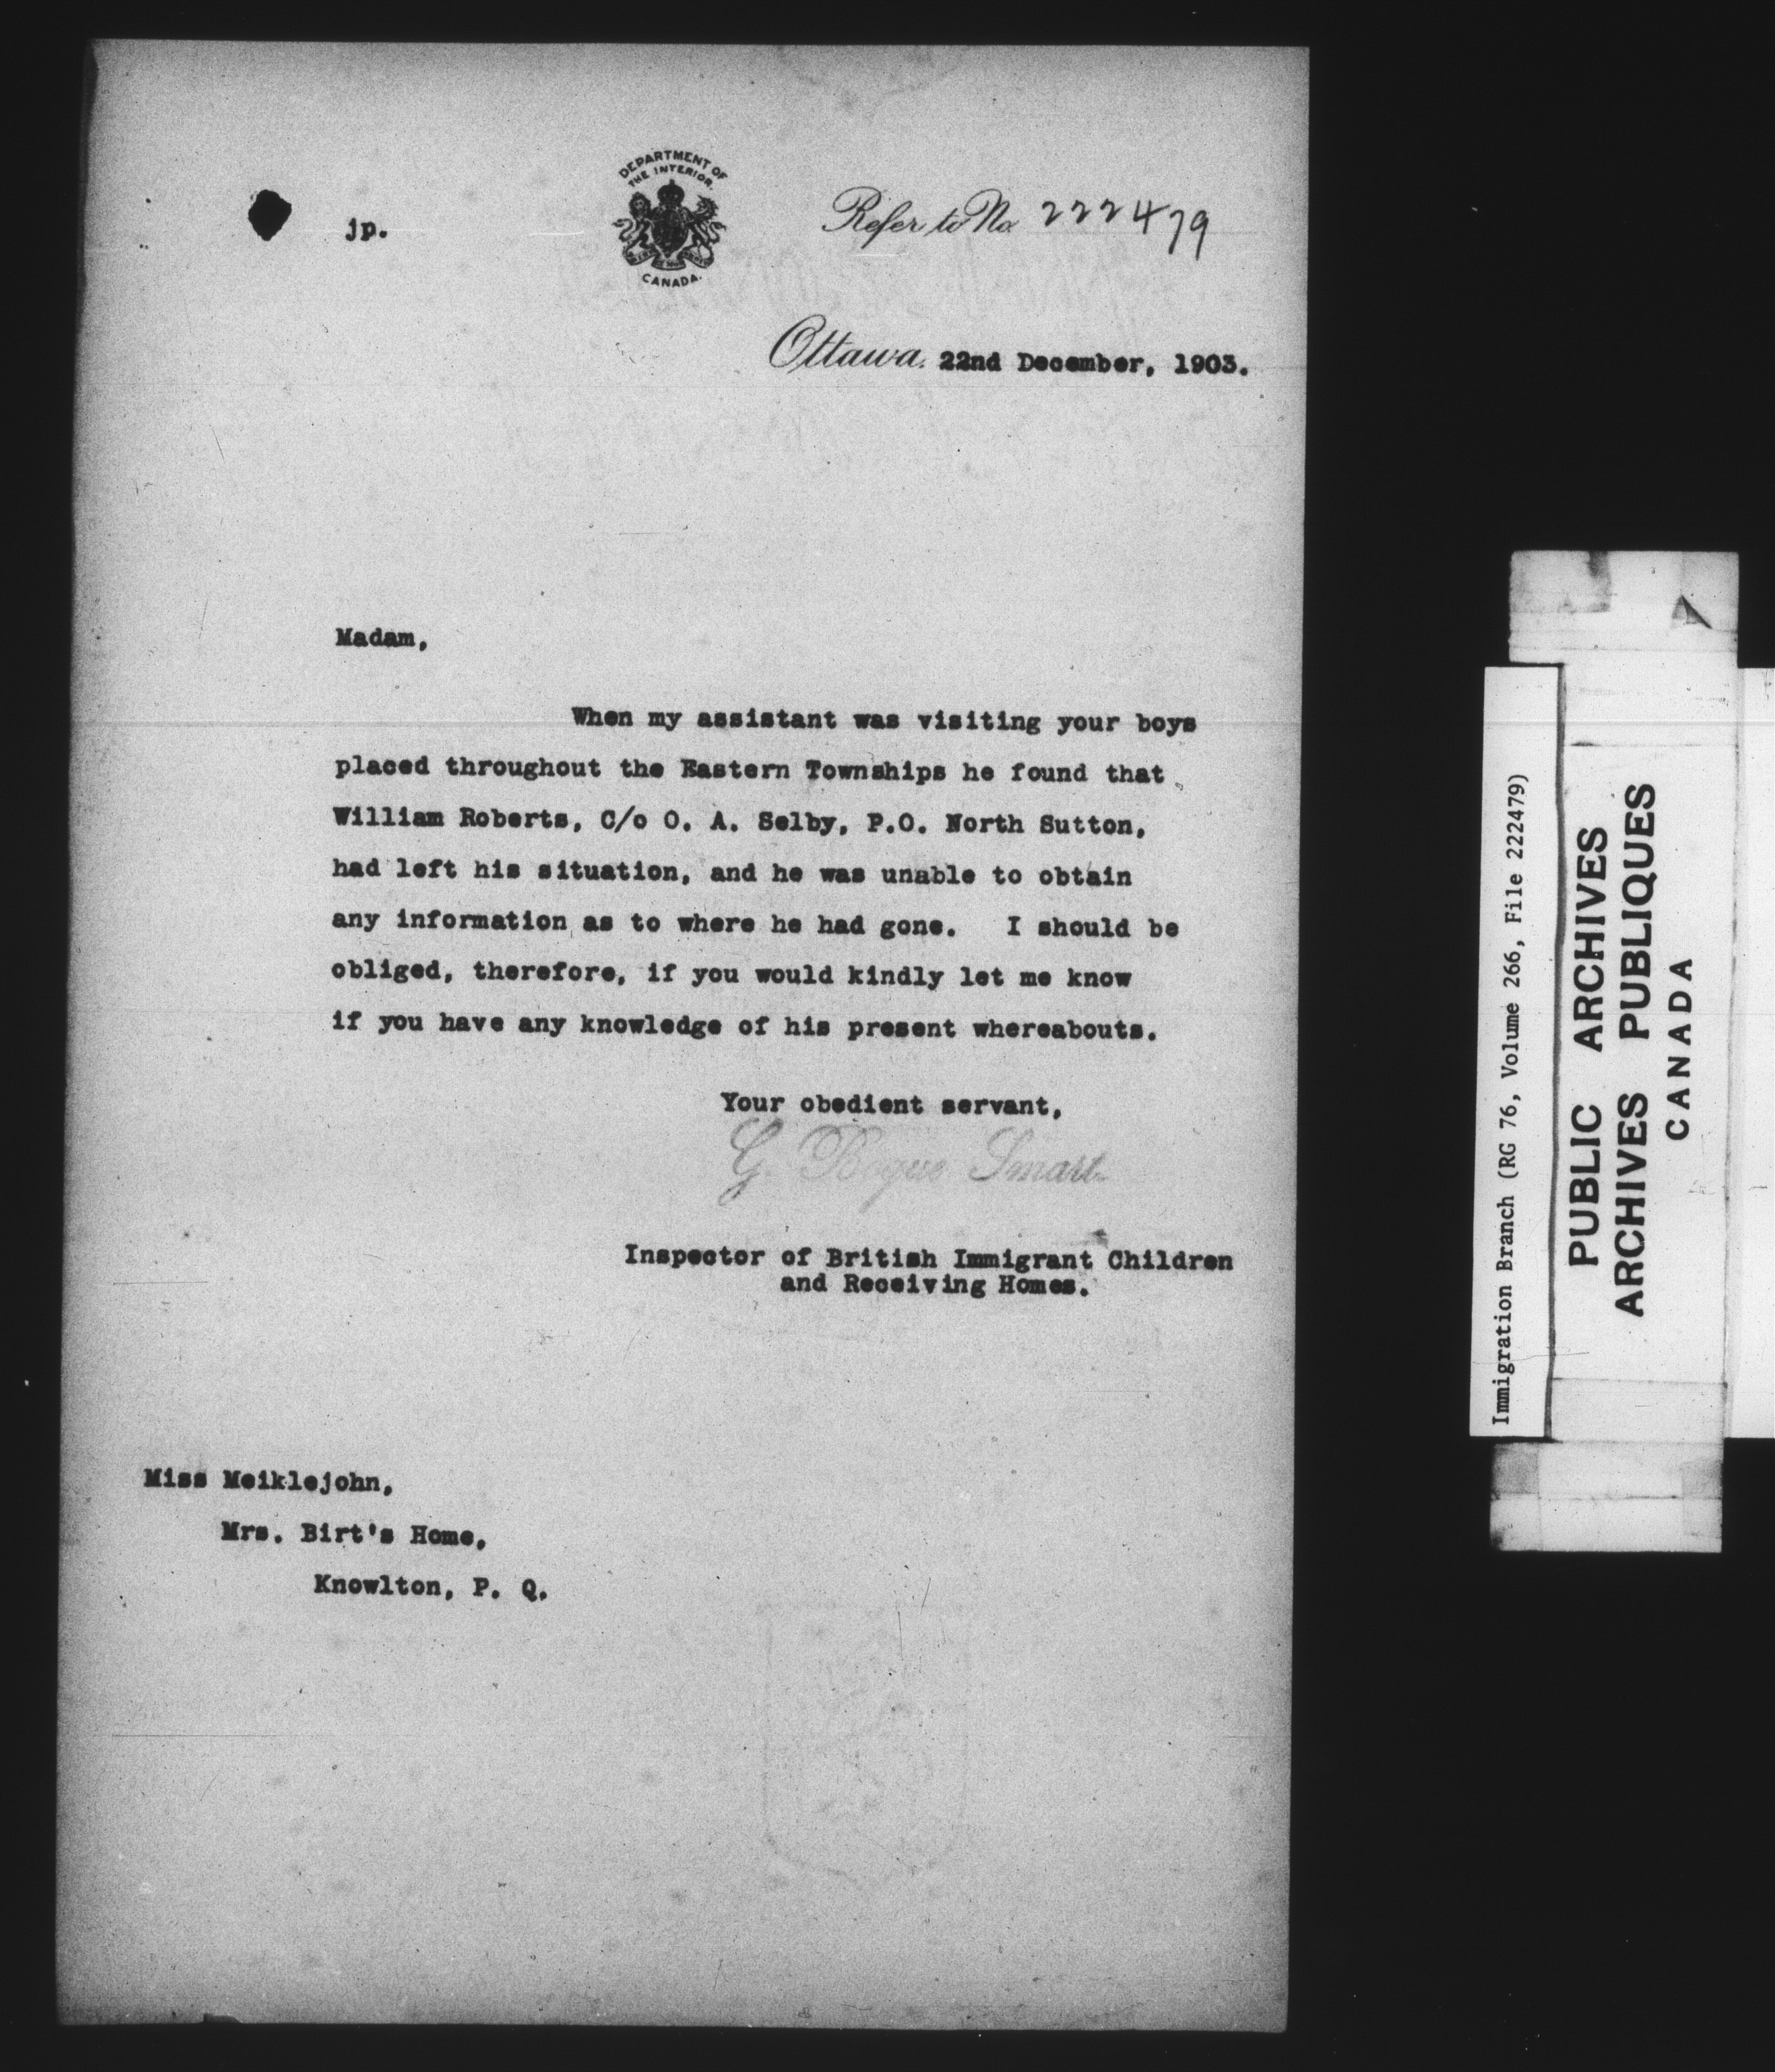 jp.
DEPARTMENT OF
THE INTERIOR.
CANADA.
Refer to No 222479
Ottawa. 22nd December, 1903.
Madam,
When my assistant was visiting your boys
placed throughout the Eastern Townships he found that
William Roberts, C/o O. A. Selby, P.O. North Sutton,
had left his situation, and he was unable to obtain
any information as to where he had gone. I should be
obliged, therefore, if you would kindly let me know
if you have any knowledge of his present whereabouts.
Your obedient servant,
G. Bogue Smart
Inspector of British Immigrant Children
and Receiving Homes.
Miss Meiklejohn,
Mrs. Birt's Home,
Knowlton, P. Q.
Immigration Branch (RG 76, Volume 266, File 222479)
PUBLIC ARCHIVES
ARCHIVES PUBLIQUES
CANADA